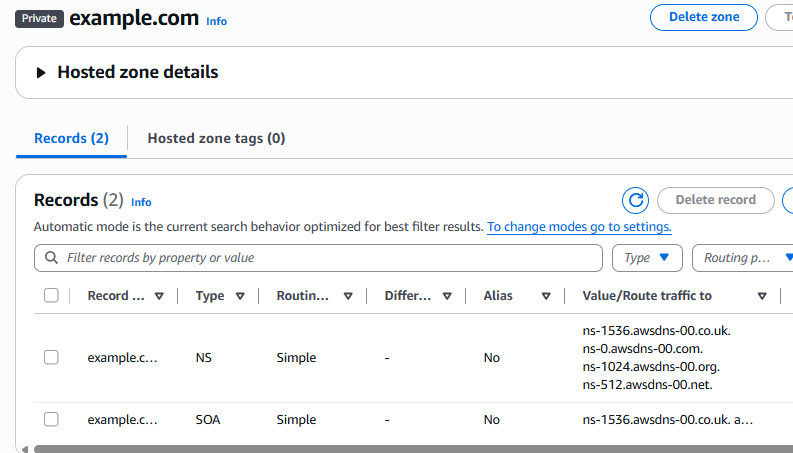 Private example.com Info Delete zone
Hosted zone details
Records (2) Hosted zone tags (0)
Records (2) Info Delete record
Automatic mode is the current search behavior optimized for best filter results. To change modes go to settings.
Filter records by property or value Type Routing p...
Record ... Type Routin... Differ... Alias Value/Route traffic to
ns-1536.awsdns-00.co.uk.
ns-0.awsdns-00.com.
example.c... NS Simple - No
ns-1024.awsdns-00.org.
ns-512.awsdns-00.net.
example.c... SOA Simple - No ns-1536.awsdns-00.co.uk. a...